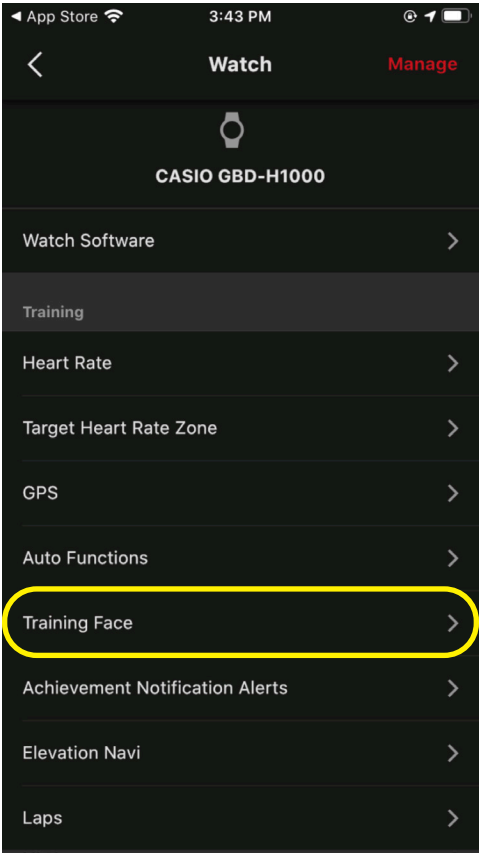 App Store 3:43 PM
Watch Manage
CASIO GBD-H1000
Watch Software
Training
Heart Rate
Target Heart Rate Zone
GPS
Auto Functions
Training Face
Achievement Notification Alerts
Elevation Navi
Laps